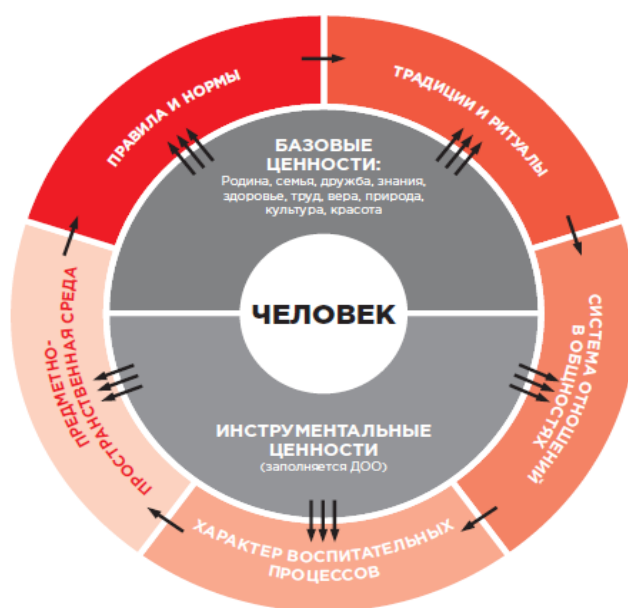 ПРАВИЛА И НОРМЫ
ТРАДИЦИИ И РИТУАЛЫ
БАЗОВЫЕ
ЦЕННОСТИ:
Родина, семья, дружба, знания,
здоровье, труд, вера, природа,
культура, красота
ЧЕЛОВЕК
СИСТЕМА ОТНОШЕНИЙ
В ОБЩНОСТЯХ
ПРЕДМЕТНО-
ПРОСТРАНСТВЕННАЯ СРЕДА
ИНСТРУМЕНТАЛЬНЫЕ
ЦЕННОСТИ
(заполняется ДОО)
ХАРАКТЕР ВОСПИТАТЕЛЬНЫХ
ПРОЦЕССОВ